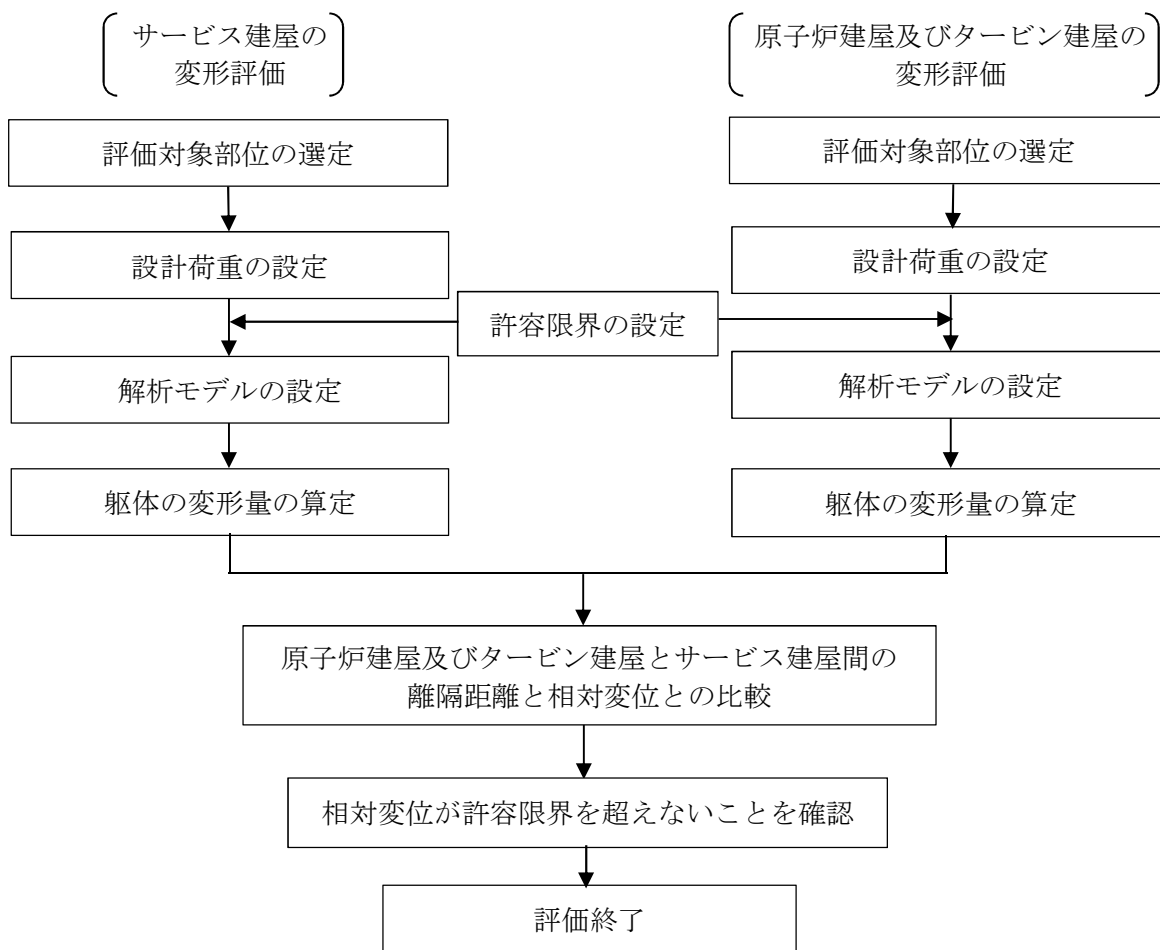 サービス建屋の
変形評価
評価対象部位の選定
設計荷重の設定
原子炉建屋及びタービン建屋の
変形評価
評価対象部位の選定
設計荷重の設定
許容限界の設定
解析モデルの設定
躯体の変形量の算定
解析モデルの設定
躯体の変形量の算定
原子炉建屋及びタービン建屋とサービス建屋間の
離隔距離と相対変位との比較
相対変位が許容限界を超えないことを確認
評価終了